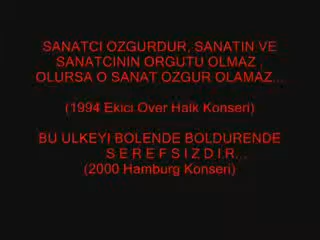 SANATCI OZGURDUR, SANATIN VE
SANATCININ ORGUTU OLMAZ ,
OLURSA O SANAT OZGUR OLAMAZ...
(1994 Ekici Over Halk Konseri)
BU ULKEYI BOLENDE BOLDURENDE
S E R E F S I Z D I R...
(2000 Hamburg Konseri)